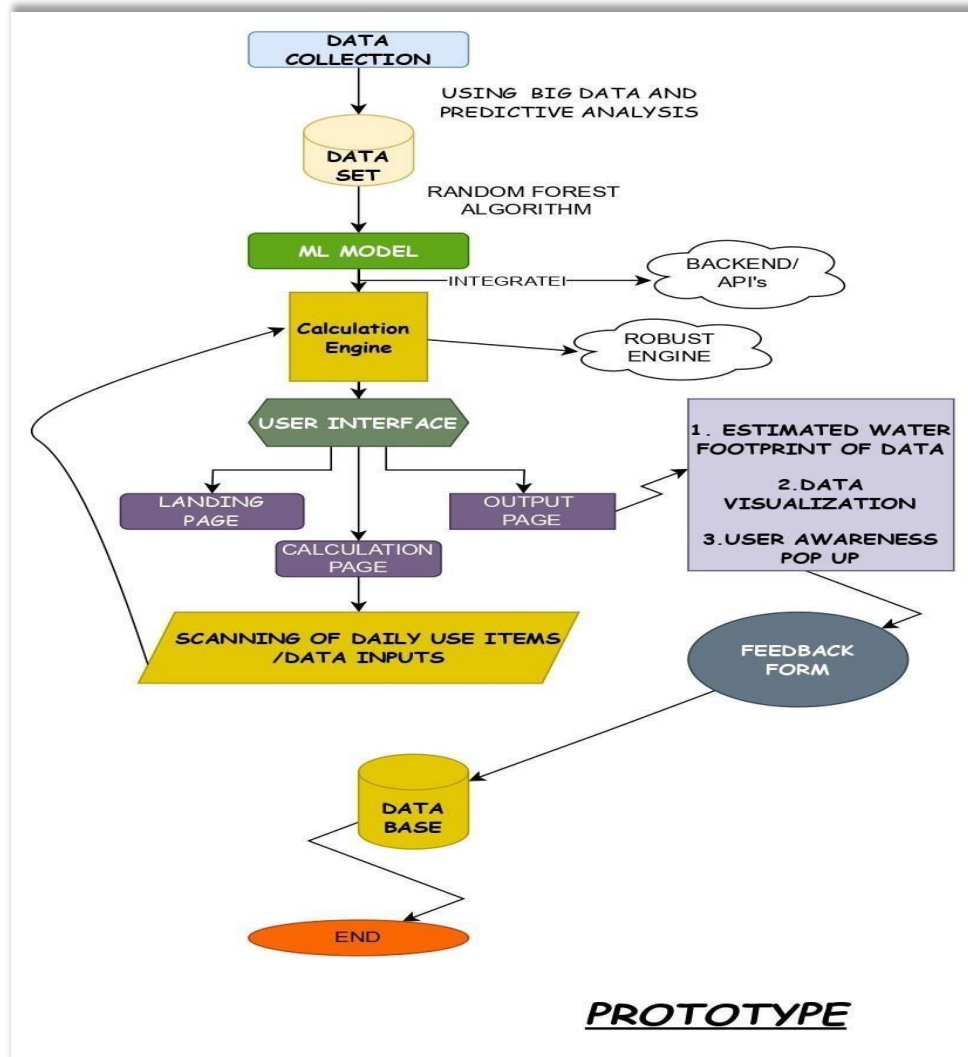 DATA
COLLECTION
USING BIG DATA AND
PREDICTIVE ANALYSIS
DATA
SET
RANDOM FOREST
ALGORITHM
ML MODEL
INTEGRATEI
BACKEND/
API's
Calculation
Engine
ROBUST
ENGINE
USER INTERFACE
1. ESTIMATED WATER
FOOTPRINT OF DATA
2.DATA
VISUALIZATION
3.USER AWARENESS
POP UP
LANDING
PAGE
OUTPUT
PAGE
CALCULATION
PAGE
SCANNING OF DAILY USE ITEMS
/DATA INPUTS
FEEDBACK
FORM
DATA
BASE
END
PROTOTYPE